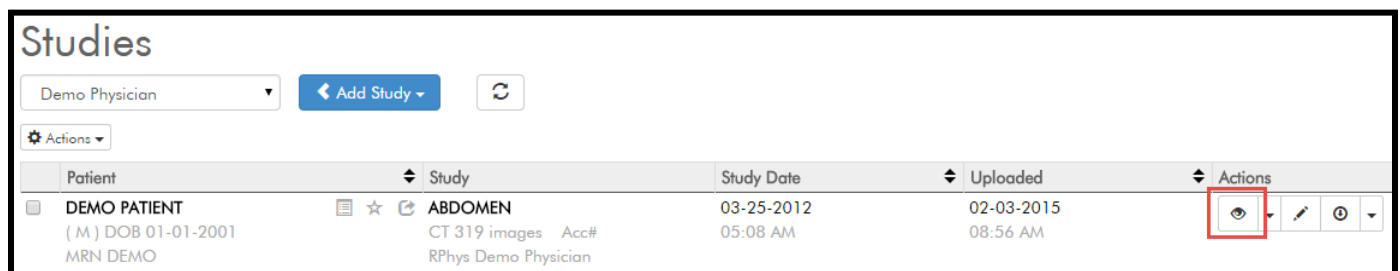 Studies
Demo Physician
Add Study
Actions
Patient Study Study Date Uploaded Actions
DEMO PATIENT ABDOMEN 03-25-2012 02-03-2015
( M ) DOB 01-01-2001 CT 319 images Acc# 05:08 AM 08:56 AM
MRN DEMO RPhys Demo Physician